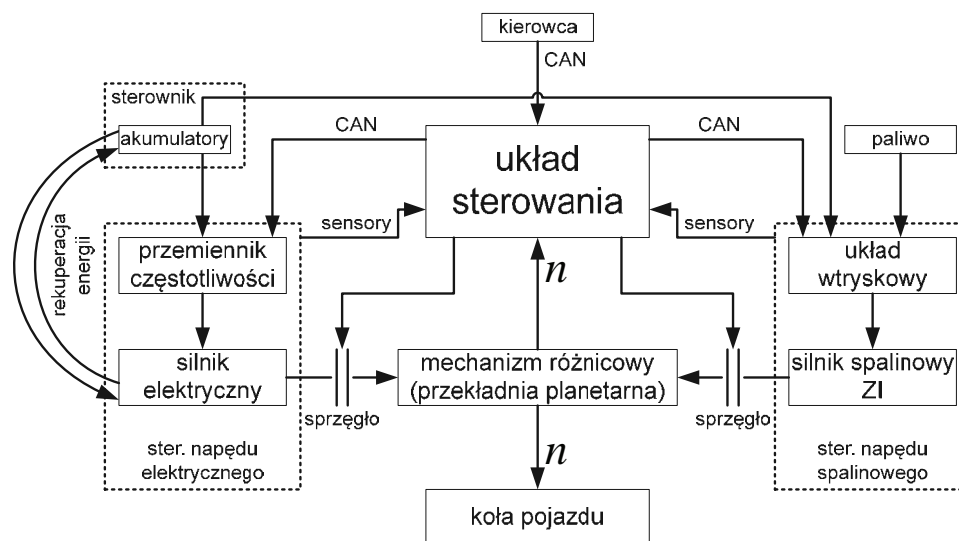 kierowca
CAN
sterownik
akumulatory
CAN
CAN
paliwo
układ
sterowania
rekuperacja
energii
sensory
sensory
przemiennik
częstotliwości
układ
wtryskowy
n
silnik
elektryczny
mechanizm różnicowy
(przekładnia planetarna)
silnik spalinowy
ZI
sprzęgło
sprzęgło
ster. napędu
elektrycznego
n
ster. napędu
spalinowego
koła pojazdu